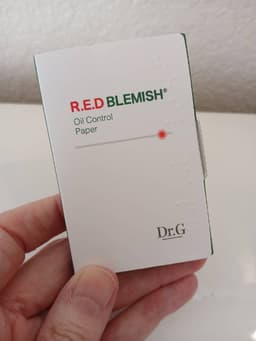 R.E.D BLEMISH®
Oil Control
Paper
Dr.G